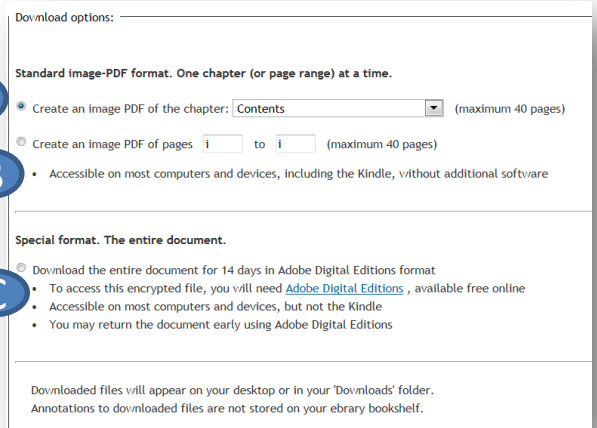 Download options:
Standard image-PDF format. One chapter (or page range) at a time.
Create an image PDF of the chapter: Contents (maximum 40 pages)
Create an image PDF of pages i to i (maximum 40 pages)
• Accessible on most computers and devices, including the Kindle, without additional software
Special format. The entire document.
Download the entire document for 14 days in Adobe Digital Editions format
• To access this encrypted file, you will need Adobe Digital Editions , available free online
• Accessible on most computers and devices, but not the Kindle
• You may return the document early using Adobe Digital Editions
Downloaded files will appear on your desktop or in your 'Downloads' folder.
Annotations to downloaded files are not stored on your ebrary bookshelf.